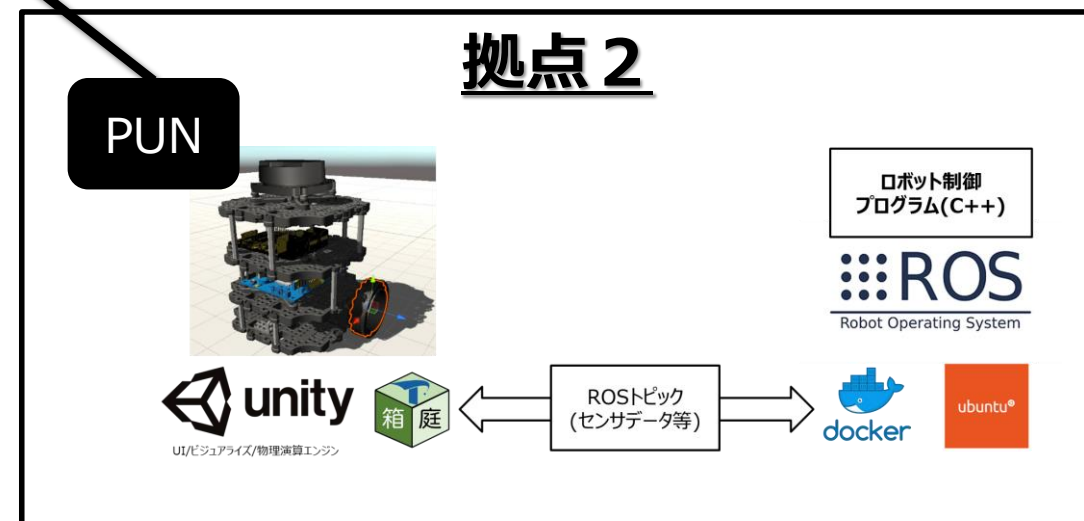 拠点２
PUN
ロボット制御
プログラム(C++)
ROS
Robot Operating System
unity
箱 庭
UI/ビジュアライズ/物理演算エンジン
ROSトピック
(センサデータ等)
docker
ubuntu®